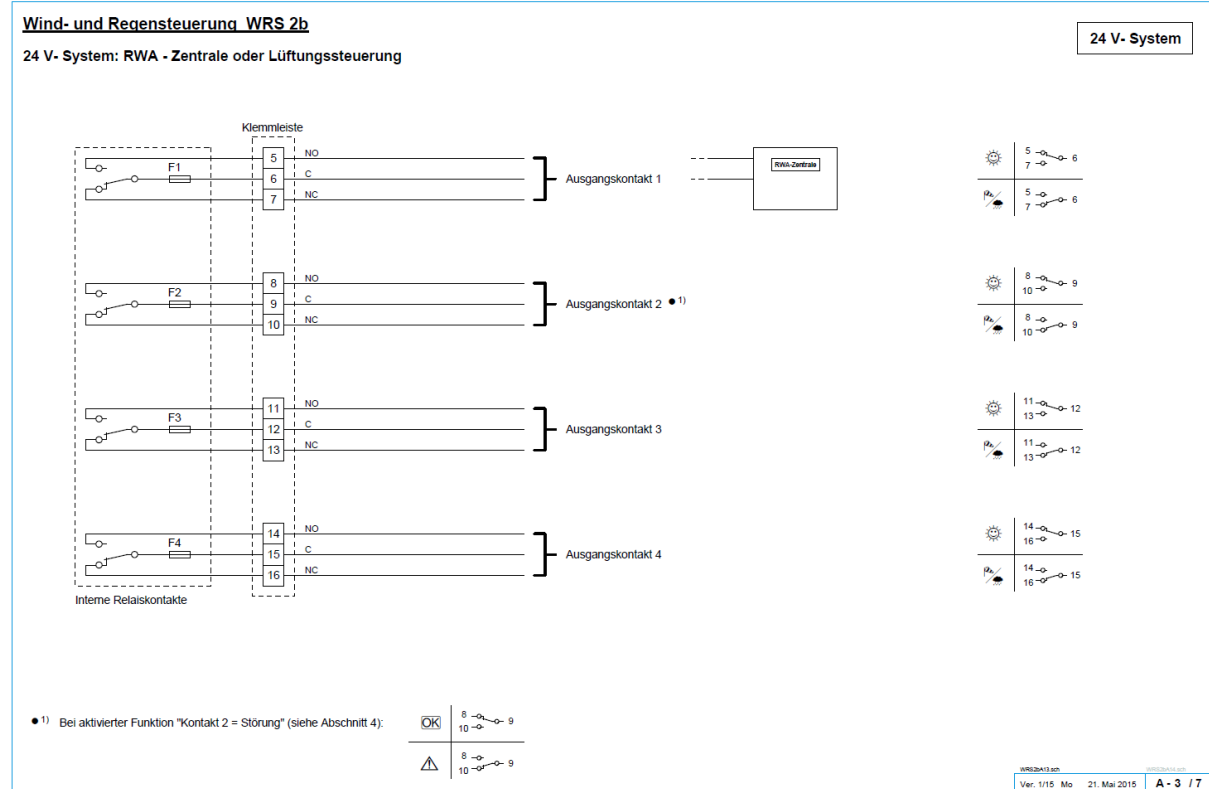 Wind- und Regensteuerung WRS 2b
24 V- System
24 V- System: RWA - Zentrale oder Lüftungssteuerung
Klemmleiste
F1
5 NO
6 C
7 NC
Ausgangskontakt 1
RWA-Zentrale
5
7
6
5
7
6
F2
8 NO
9 C
10 NC
Ausgangskontakt 2 ● 1)
8
10
9
8
10
9
F3
11 NO
12 C
13 NC
Ausgangskontakt 3
11
13
12
11
13
12
F4
14 NO
15 C
16 NC
Ausgangskontakt 4
14
16
15
14
16
15
Interne Relaiskontakte
● 1) Bei aktivierter Funktion "Kontakt 2 = Störung" (siehe Abschnitt 4):
OK
8
10
9
8
10
9
WRS2bA13.sch WRS2bA14.sch
Ver. 1/15 Mo 21. Mai 2015 A - 3 / 7